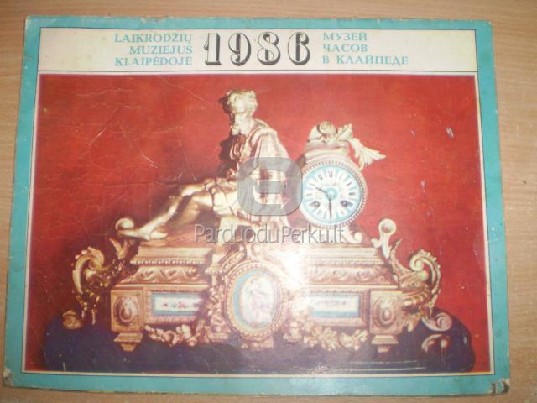 LAIKRODŽIŲ
MUZIEJUS
KLAIPĖDOJE
1986
МУЗЕЙ
ЧАСОВ
В КЛАЙПЕДЕ
ParduoduPerku.lt